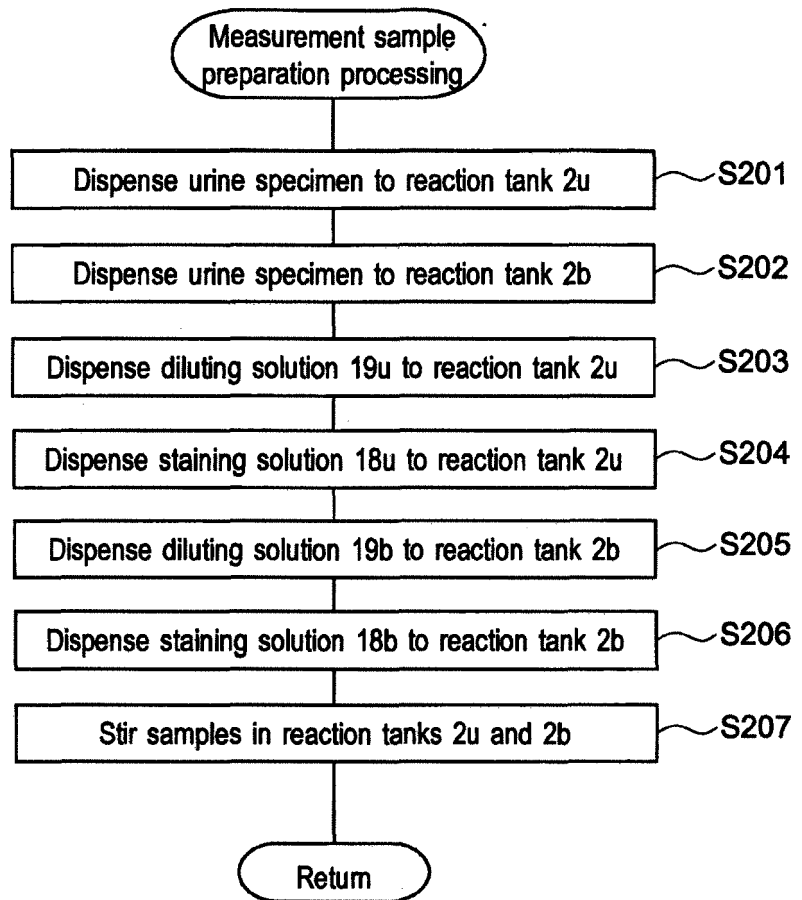 Measurement sample
preparation processing
Dispense urine specimen to reaction tank 2u
S201
Dispense urine specimen to reaction tank 2b
S202
Dispense diluting solution 19u to reaction tank 2u
S203
Dispense staining solution 18u to reaction tank 2u
S204
Dispense diluting solution 19b to reaction tank 2b
S205
Dispense staining solution 18b to reaction tank 2b
S206
Stir samples in reaction tanks 2u and 2b
S207
Return